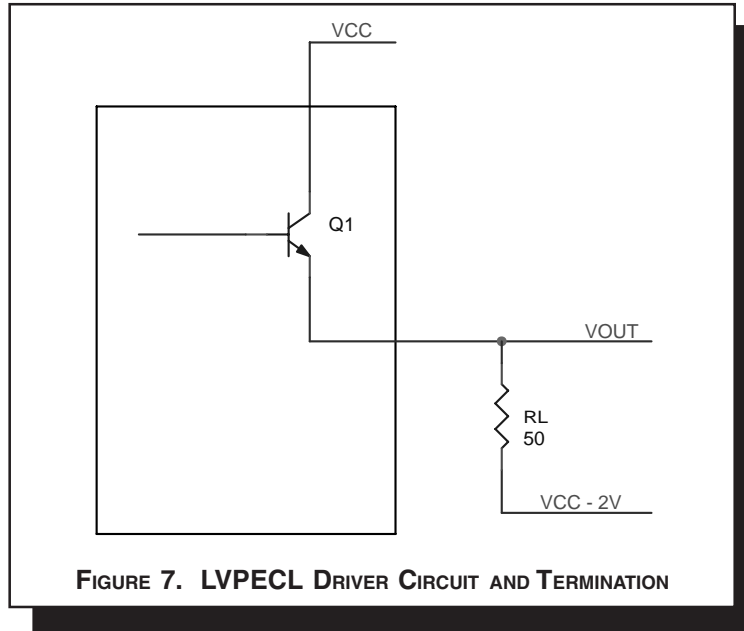 VCC
Q1
VOUT
RL
50
VCC - 2V
FIGURE 7. LVPECL DRIVER CIRCUIT AND TERMINATION